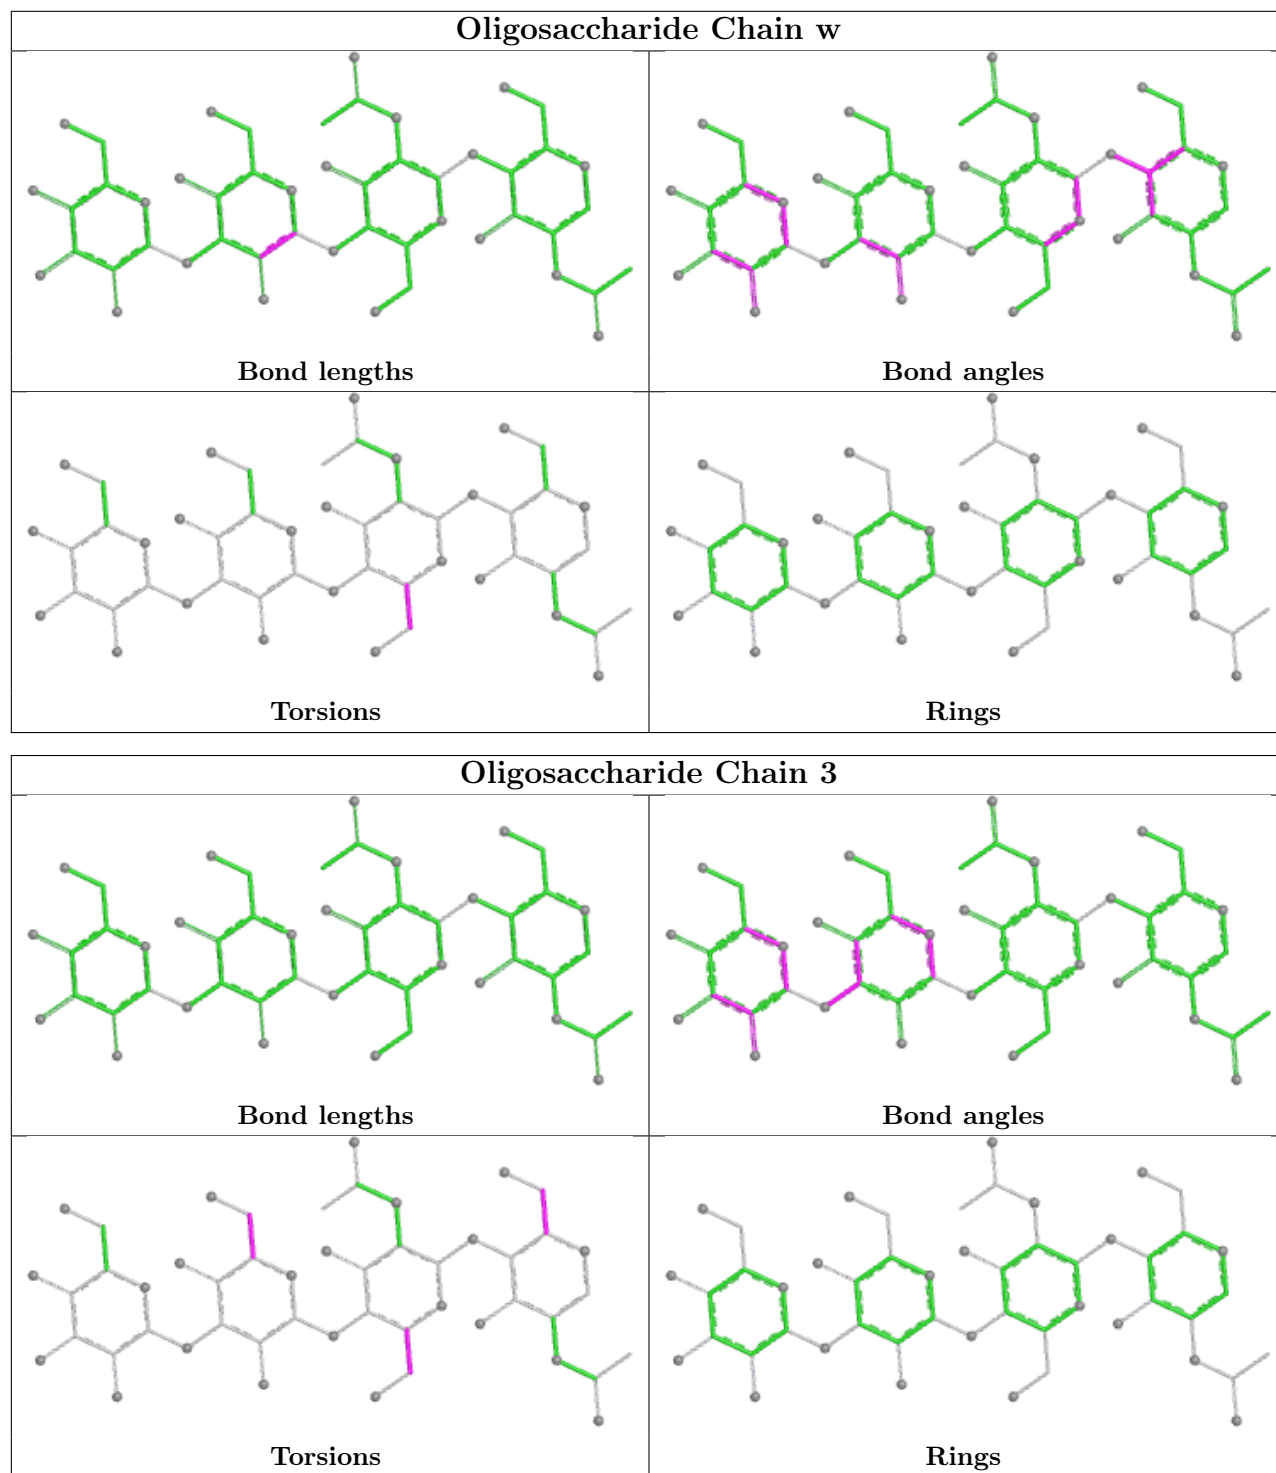 Oligosaccharide Chain w
Bond lengths
Bond angles
Torsions
Rings
Oligosaccharide Chain 3
Bond lengths
Bond angles
Torsions
Rings